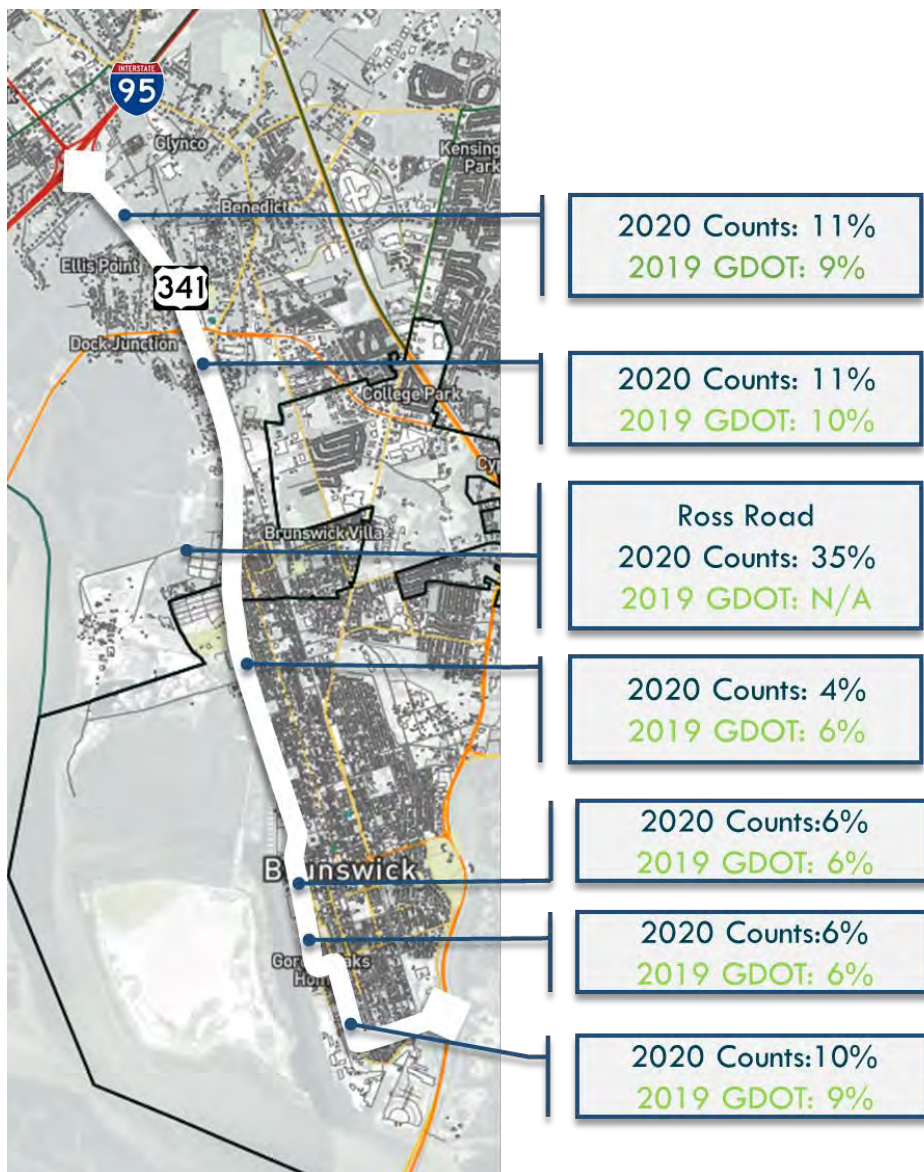 INTERSTATE
95
Glynco
Kensing
Park
Benedict
Ellis Point
341
Dock Junction
College Park
Cyp
Brunswick Villa
Brunswick
2020 Counts: 11%
2019 GDOT: 9%
2020 Counts: 11%
2019 GDOT: 10%
Ross Road
2020 Counts: 35%
2019 GDOT: N/A
2020 Counts: 4%
2019 GDOT: 6%
2020 Counts:6%
2019 GDOT: 6%
2020 Counts:6%
2019 GDOT: 6%
2020 Counts:10%
2019 GDOT: 9%